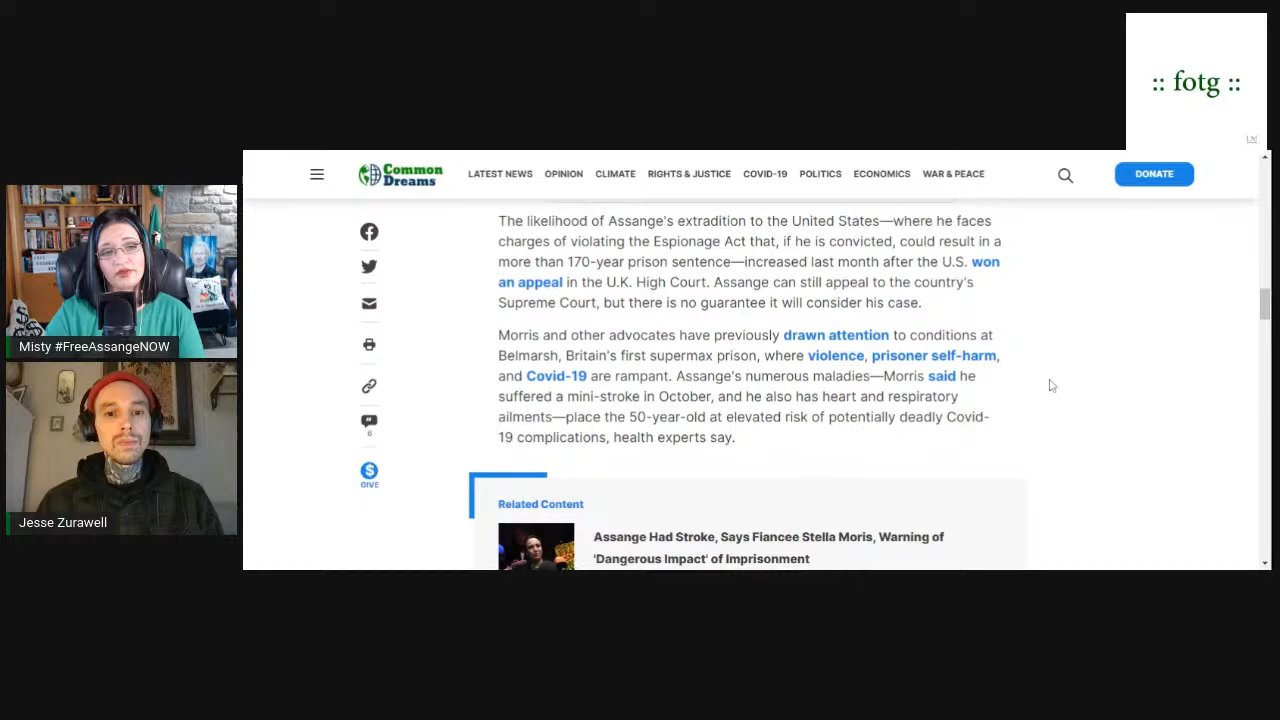 :: fotg ::
LN
Common
Dreams
LATEST NEWS OPINION CLIMATE RIGHTS & JUSTICE COVID-19 POLITICS ECONOMICS WAR & PEACE
DONATE
The likelihood of Assange's extradition to the United States—where he faces
charges of violating the Espionage Act that, if he is convicted, could result in a
more than 170-year prison sentence—increased last month after the U.S. won
an appeal in the U.K. High Court. Assange can still appeal to the country's
Supreme Court, but there is no guarantee it will consider his case.
Morris and other advocates have previously drawn attention to conditions at
Belmarsh, Britain's first supermax prison, where violence, prisoner self-harm,
and Covid-19 are rampant. Assange's numerous maladies—Morris said he
suffered a mini-stroke in October, and he also has heart and respiratory
ailments—place the 50-year-old at elevated risk of potentially deadly Covid-
19 complications, health experts say.
6
GIVE
Related Content
Assange Had Stroke, Says Fiancee Stella Moris, Warning of
'Dangerous Impact' of Imprisonment
Misty #FreeAssangeNOW
Jesse Zurawell